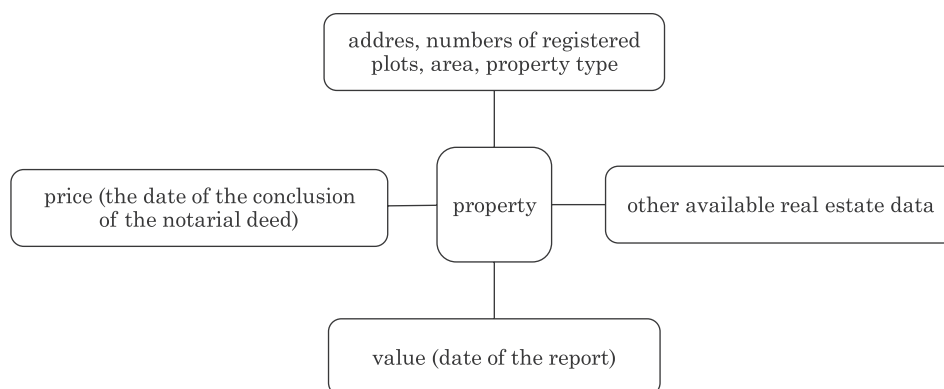 addres, numbers of registered
plots, area, property type
price (the date of the conclusion
of the notarial deed)
property
other available real estate data
value (date of the report)